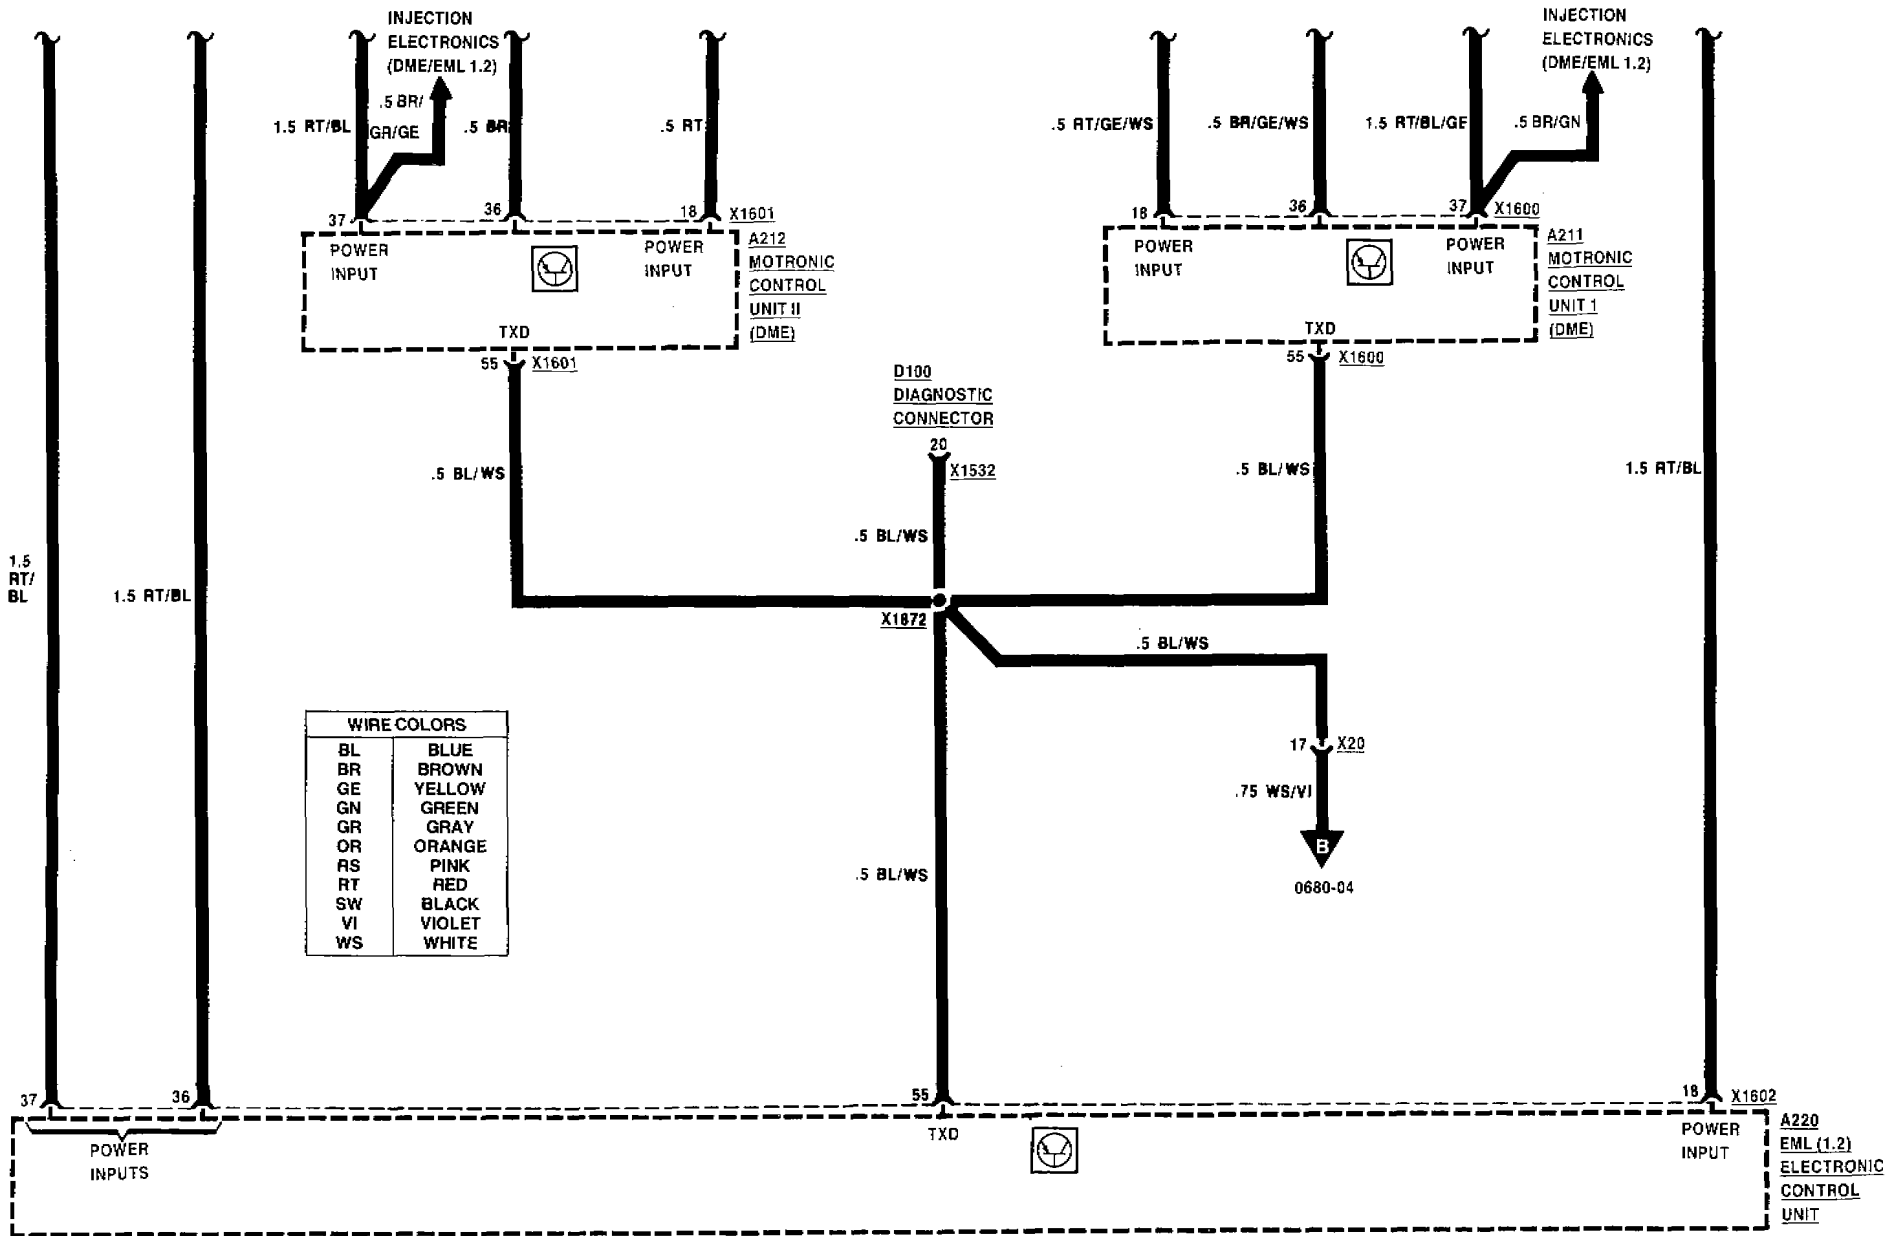 INJECTION
ELECTRONICS
(DME/EML 1.2)
INJECTION
ELECTRONICS
(DME/EML 1.2)
1.5 RT/BL
.5 BR/
GR/GE
.5 BR
.5 RT
.5 RT/GE/WS
.5 BR/GE/WS
1.5 RT/BL/GE
.5 BR/GN
37
36
18
X1601
18
36
37
X1600
POWER
INPUT
POWER
INPUT
TXD
A212
MOTRONIC
CONTROL
UNIT II
(DME)
POWER
INPUT
POWER
INPUT
TXD
A211
MOTRONIC
CONTROL
UNIT 1
(DME)
55
X1601
55
X1600
D100
DIAGNOSTIC
CONNECTOR
20
X1532
.5 BL/WS
.5 BL/WS
1.5 RT/BL
.5 BL/WS
1.5
RT/
BL
1.5 RT/BL
X1872
.5 BL/WS
17
X20
.75 WS/VI
B
0680-04
.5 BL/WS
WIRE COLORS
BL BLUE
BR BROWN
GE YELLOW
GN GREEN
GR GRAY
OR ORANGE
RS PINK
RT RED
SW BLACK
VI VIOLET
WS WHITE
37
36
55
18
X1602
POWER
INPUTS
TXD
POWER
INPUT
A220
EML (1.2)
ELECTRONIC
CONTROL
UNIT